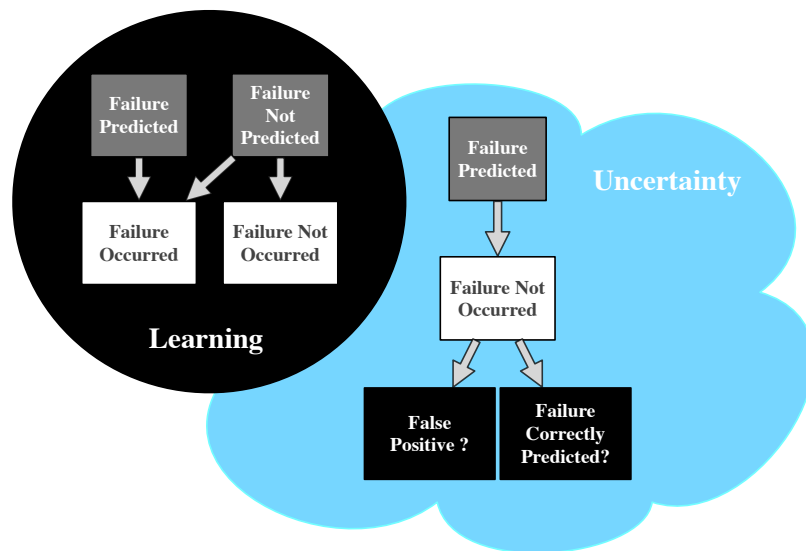 Failure
Predicted
Failure
Not
Predicted
Failure
Occurred
Failure Not
Occurred
Learning
Failure
Predicted
Uncertainty
Failure Not
Occurred
False
Positive ?
Failure
Correctly
Predicted?